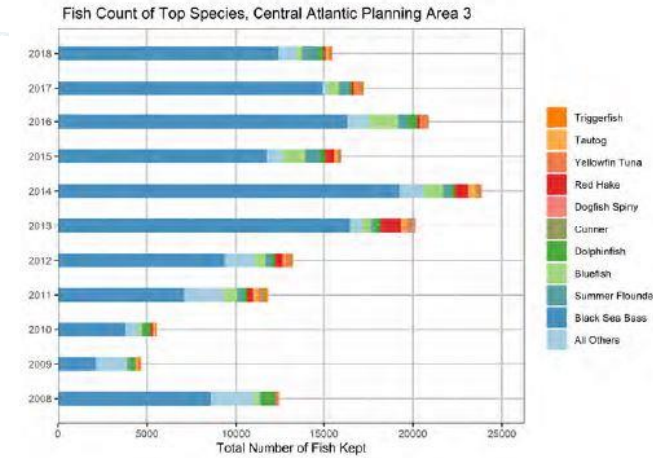 Fish Count of Top Species, Central Atlantic Planning Area 3
2018
2017
2016
2015
2014
2013
2012
2011
2010
2009
2008
0 5000 10000 15000 20000 25000
Total Number of Fish Kept
Triggerfish
Tautog
Yellowfin Tuna
Red Hake
Dogfish Spiny
Cunner
Dolphinfish
Bluefish
Summer Flounde
Black Sea Bass
All Others